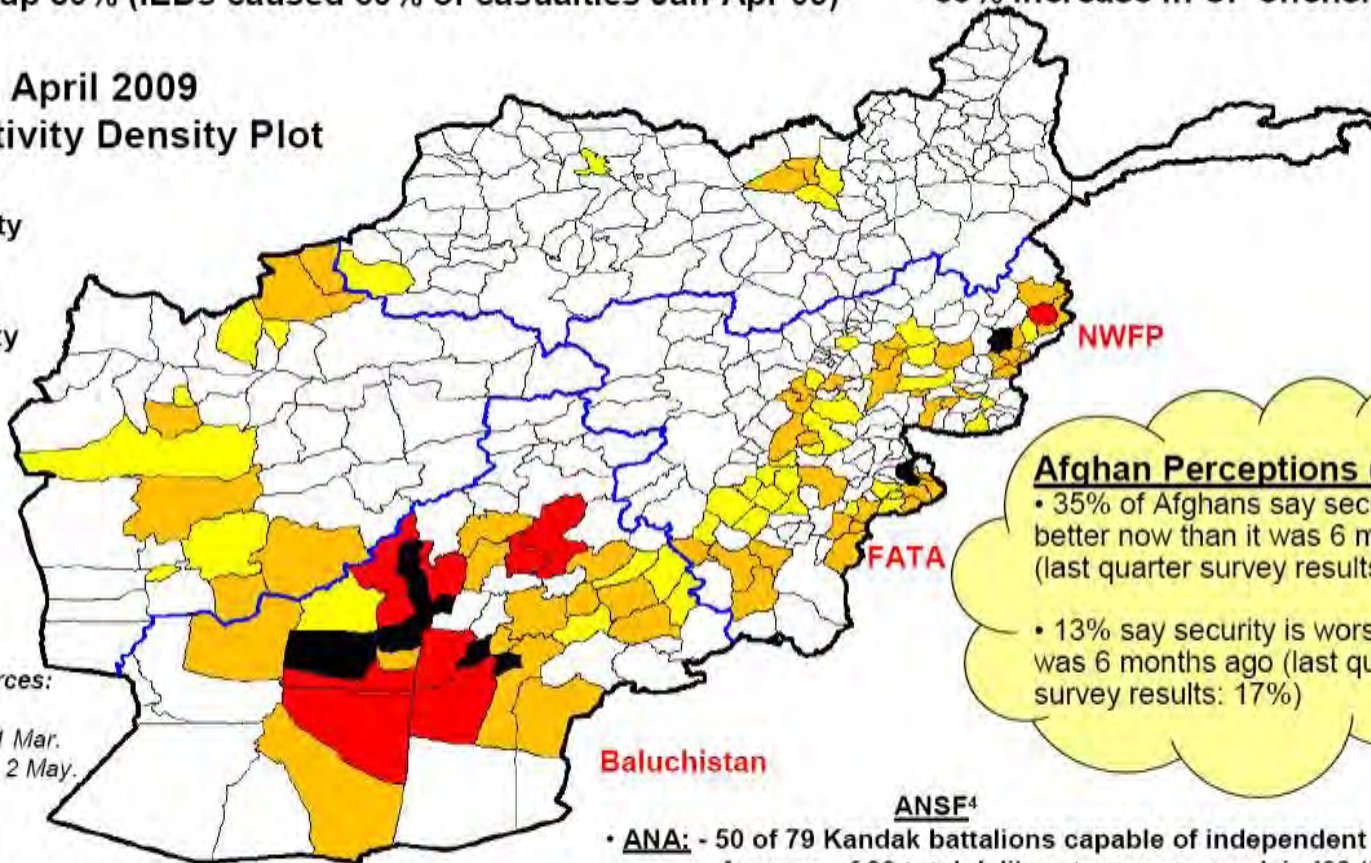 April 2009
tivity Density Plot
ty
ty
NWFP
Afghan Perceptions
• 35% of Afghans say sec
better now than it was 6 m
(last quarter survey results
• 13% say security is wors
was 6 months ago (last qu
survey results: 17%)
FATA
rces:
1 Mar.
2 May.
Baluchistan
ANSF⁴
• ANA: - 50 of 79 Kandak battalions capable of independent